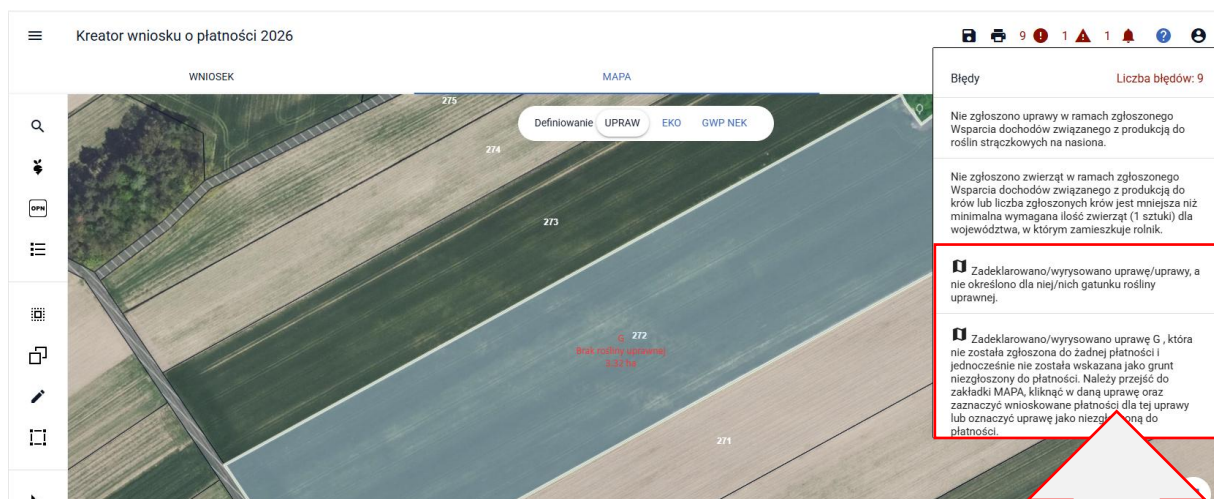 Kreator wniosku o płatności 2026
9
1
1
WNIOSEK
MAPA
Definiowanie UPRAW EKO GWP NEK
OPN
275
274
273
272
271
G
Brak rośliny uprawnej
2.32 ha
Błędy
Liczba błędów: 9
Nie zgłoszono uprawy w ramach zgłoszonego
Wsparcia dochodów związanego z produkcją do
roślin strączkowych na nasiona.
Nie zgłoszono zwierząt w ramach zgłoszonego
Wsparcia dochodów związanego z produkcją do
krów lub liczba zgłoszonych krów jest mniejsza niż
minimalna wymagana ilość zwierząt (1 sztuki) dla
województwa, w którym zamieszkuje rolnik.
Zadeklarowano/wyrysowano uprawę/uprawy, a
nie określono dla niej/nich gatunku rośliny
uprawnej.
Zadeklarowano/wyrysowano uprawę G , która
nie została zgłoszona do żadnej płatności i
jednocześnie nie została wskazana jako grunt
niezgłoszony do płatności. Należy przejść do
zakładki MAPA, kliknąć w daną uprawę oraz
zaznaczyć wnioskowane płatności dla tej uprawy
lub oznaczyć uprawę jako do
płatności.